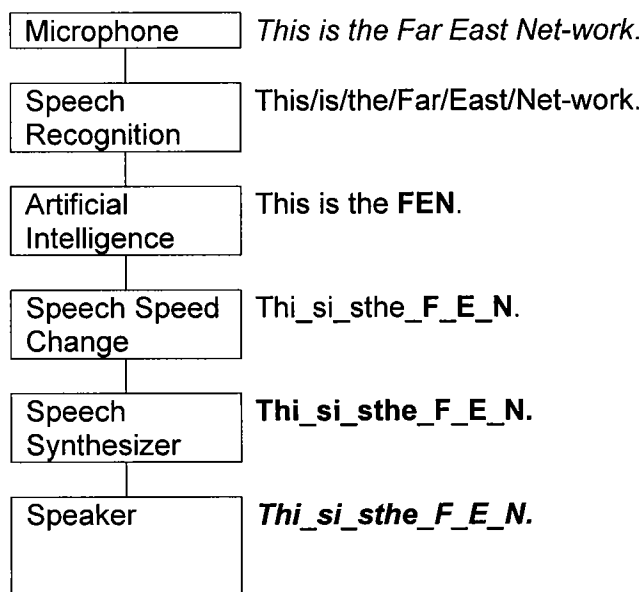 Microphone This is the Far East Net-work.
Speech
Recognition This/is/the/Far/East/Net-work.
Artificial
Intelligence This is the FEN.
Speech Speed
Change Thi_si_sthe_F_E_N.
Speech
Synthesizer Thi_si_sthe_F_E_N.
Speaker Thi_si_sthe_F_E_N.